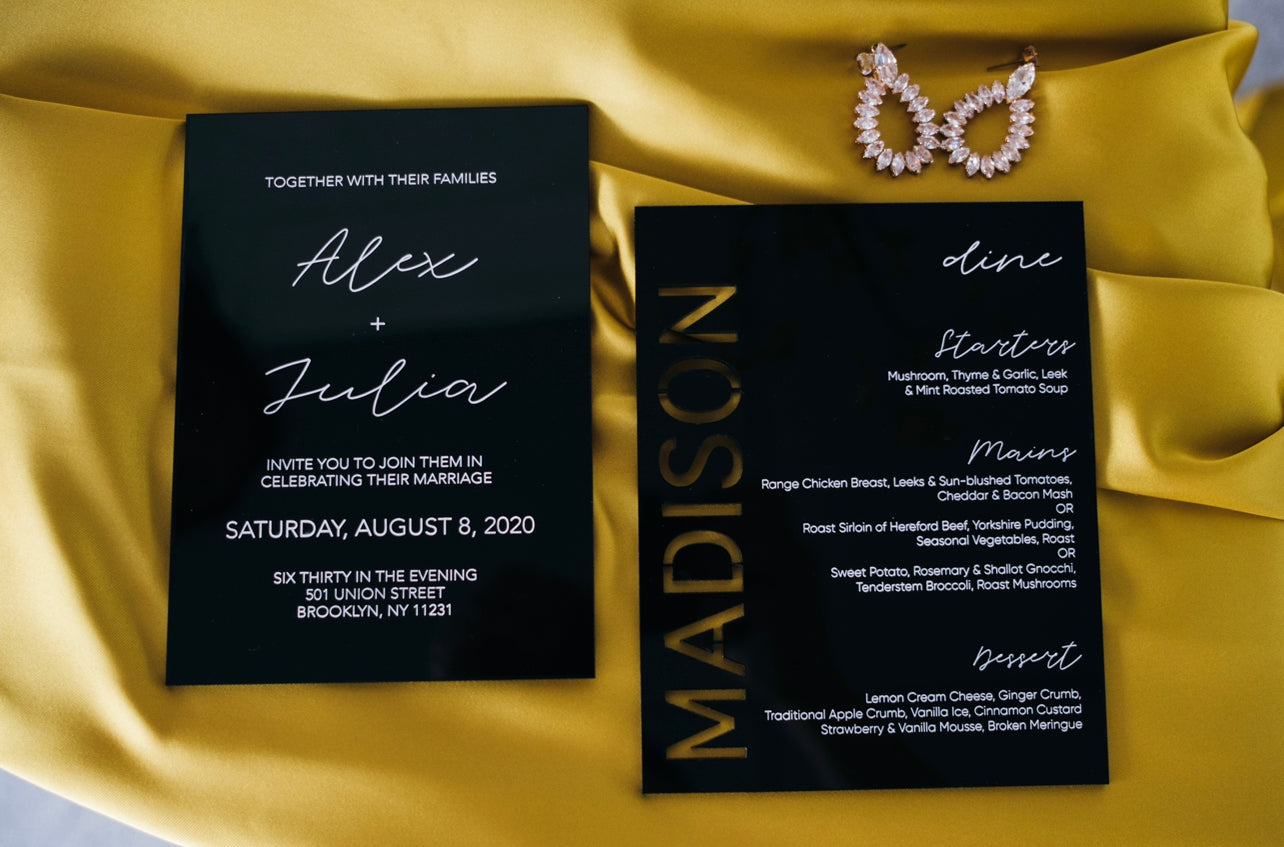 TOGETHER WITH THEIR FAMILIES
Alex
+
Julia
INVITE YOU TO JOIN THEM IN
CELEBRATING THEIR MARRIAGE
SATURDAY, AUGUST 8, 2020
SIX THIRTY IN THE EVENING
501 UNION STREET
BROOKLYN, NY 11231
MADISON
dine
Starters
Mushroom, Thyme & Garlic, Leek
& Mint Roasted Tomato Soup
Mains
Range Chicken Breast, Leeks & Sun-blushed Tomatoes,
Cheddar & Bacon Mash
OR
Roast Sirloin of Hereford Beef, Yorkshire Pudding,
Seasonal Vegetables, Roast
OR
Sweet Potato, Rosemary & Shallot Gnocchi,
Tenderstem Broccoli, Roast Mushrooms
Dessert
Lemon Cream Cheese, Ginger Crumb,
Traditional Apple Crumb, Vanilla Ice, Cinnamon Custard
Strawberry & Vanilla Mousse, Broken Meringue